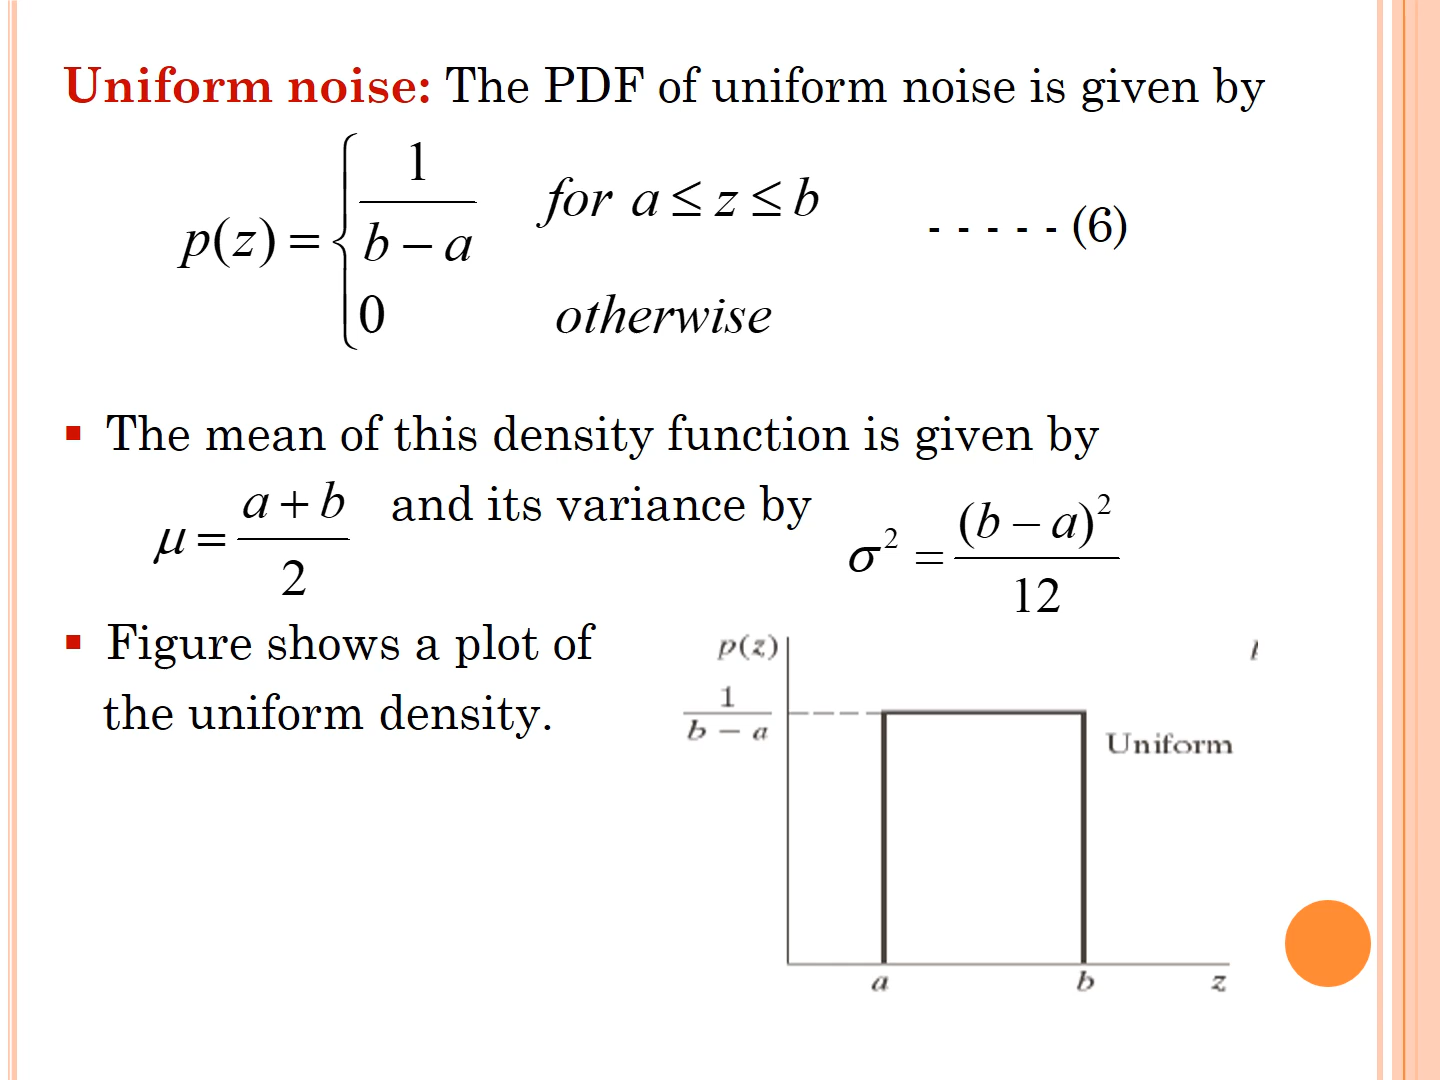 Uniform noise: The PDF of uniform noise is given by
p(z) = { 1/(b − a) for a ≤ z ≤ b
0 otherwise
- - - - - (6)
▪ The mean of this density function is given by
μ = (a + b)/2 and its variance by σ² = (b − a)²/12
▪ Figure shows a plot of
the uniform density.
p(z)
1/(b − a)
Uniform
a b z